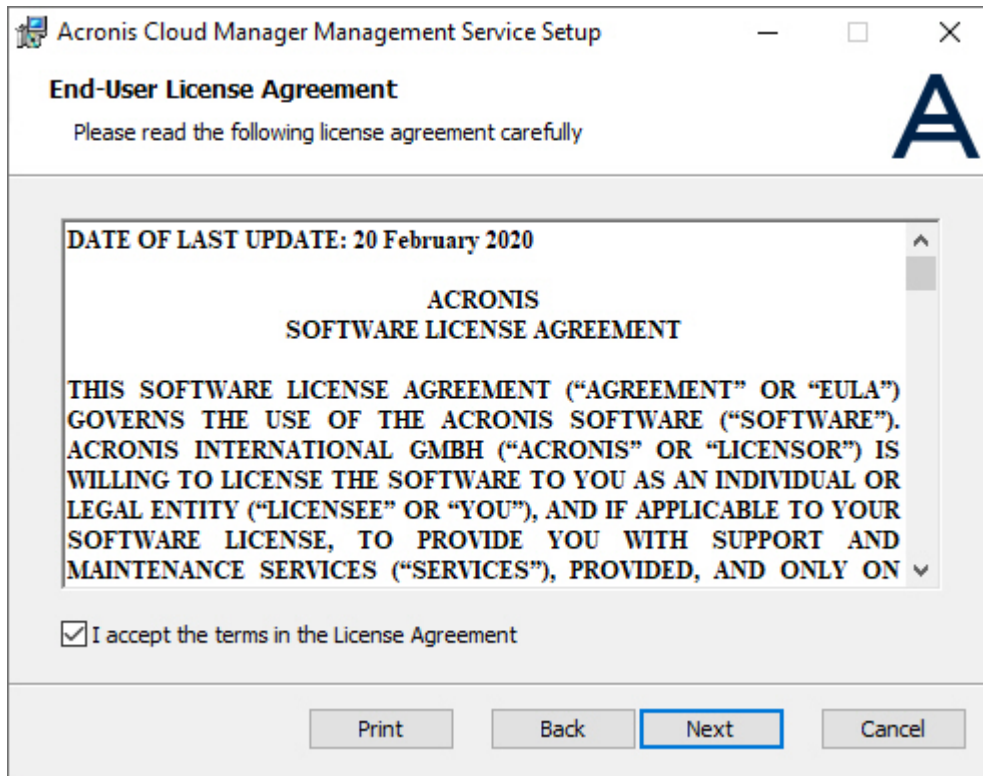 Acronis Cloud Manager Management Service Setup
End-User License Agreement
Please read the following license agreement carefully
DATE OF LAST UPDATE: 20 February 2020
ACRONIS
SOFTWARE LICENSE AGREEMENT
THIS SOFTWARE LICENSE AGREEMENT (“AGREEMENT” OR “EULA”)
GOVERNS THE USE OF THE ACRONIS SOFTWARE (“SOFTWARE”).
ACRONIS INTERNATIONAL GMBH (“ACRONIS” OR “LICENSOR”) IS
WILLING TO LICENSE THE SOFTWARE TO YOU AS AN INDIVIDUAL OR
LEGAL ENTITY (“LICENSEE” OR “YOU”), AND IF APPLICABLE TO YOUR
SOFTWARE LICENSE, TO PROVIDE YOU WITH SUPPORT AND
MAINTENANCE SERVICES (“SERVICES”), PROVIDED, AND ONLY ON
I accept the terms in the License Agreement
Print Back Next Cancel